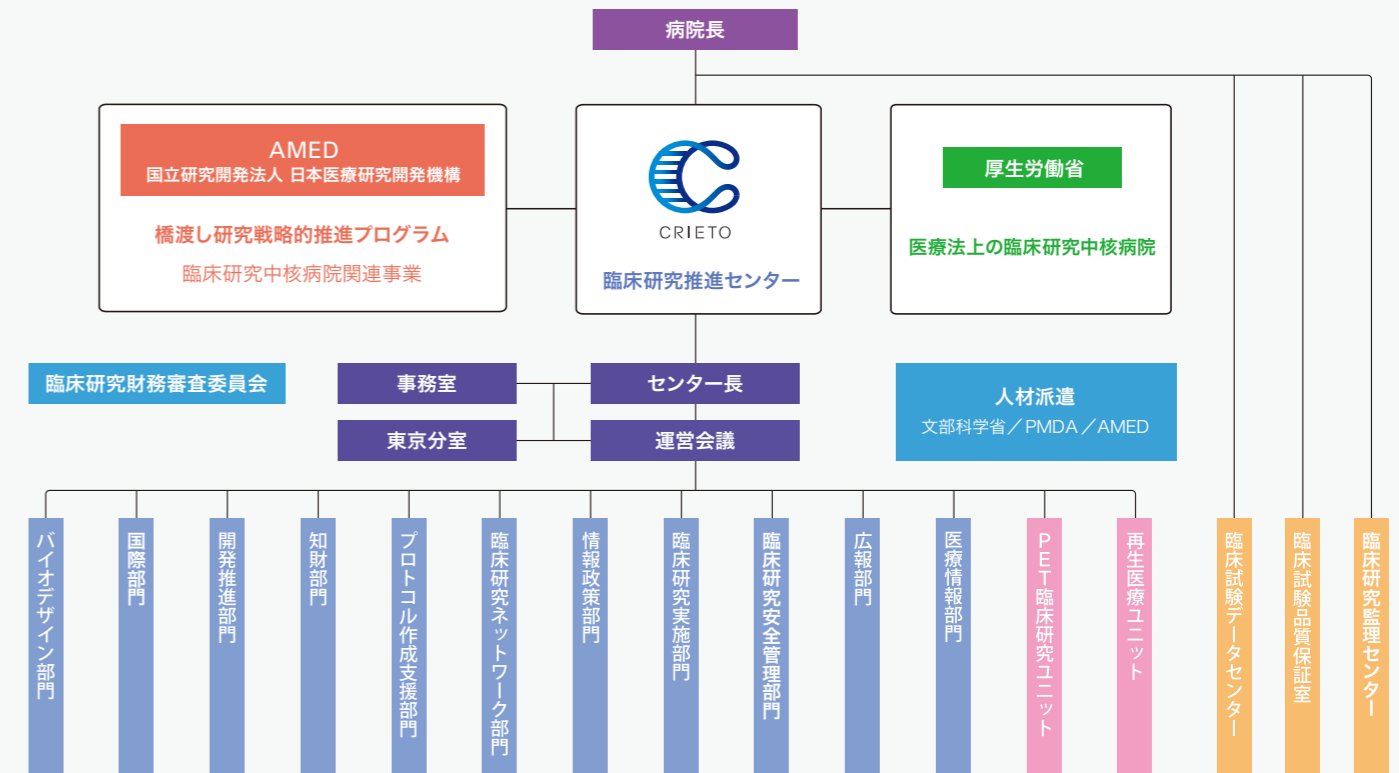 病院長
AMED
国立研究開発法人 日本医療研究開発機構
橋渡し研究戦略的推進プログラム
臨床研究中核病院関連事業
CRIETO
臨床研究推進センター
厚生労働省
医療法上の臨床研究中核病院
臨床研究財務審査委員会
事務室
センター長
東京分室
運営会議
人材派遣
文部科学省／PMDA／AMED
バイオデザイン部門
国際部門
開発推進部門
知財部門
プロトコル作成支援部門
臨床研究ネットワーク部門
情報政策部門
臨床研究実施部門
臨床研究安全管理部門
広報部門
医療情報部門
PET臨床研究ユニット
再生医療ユニット
臨床試験データセンター
臨床試験品質保証室
臨床研究監理センター